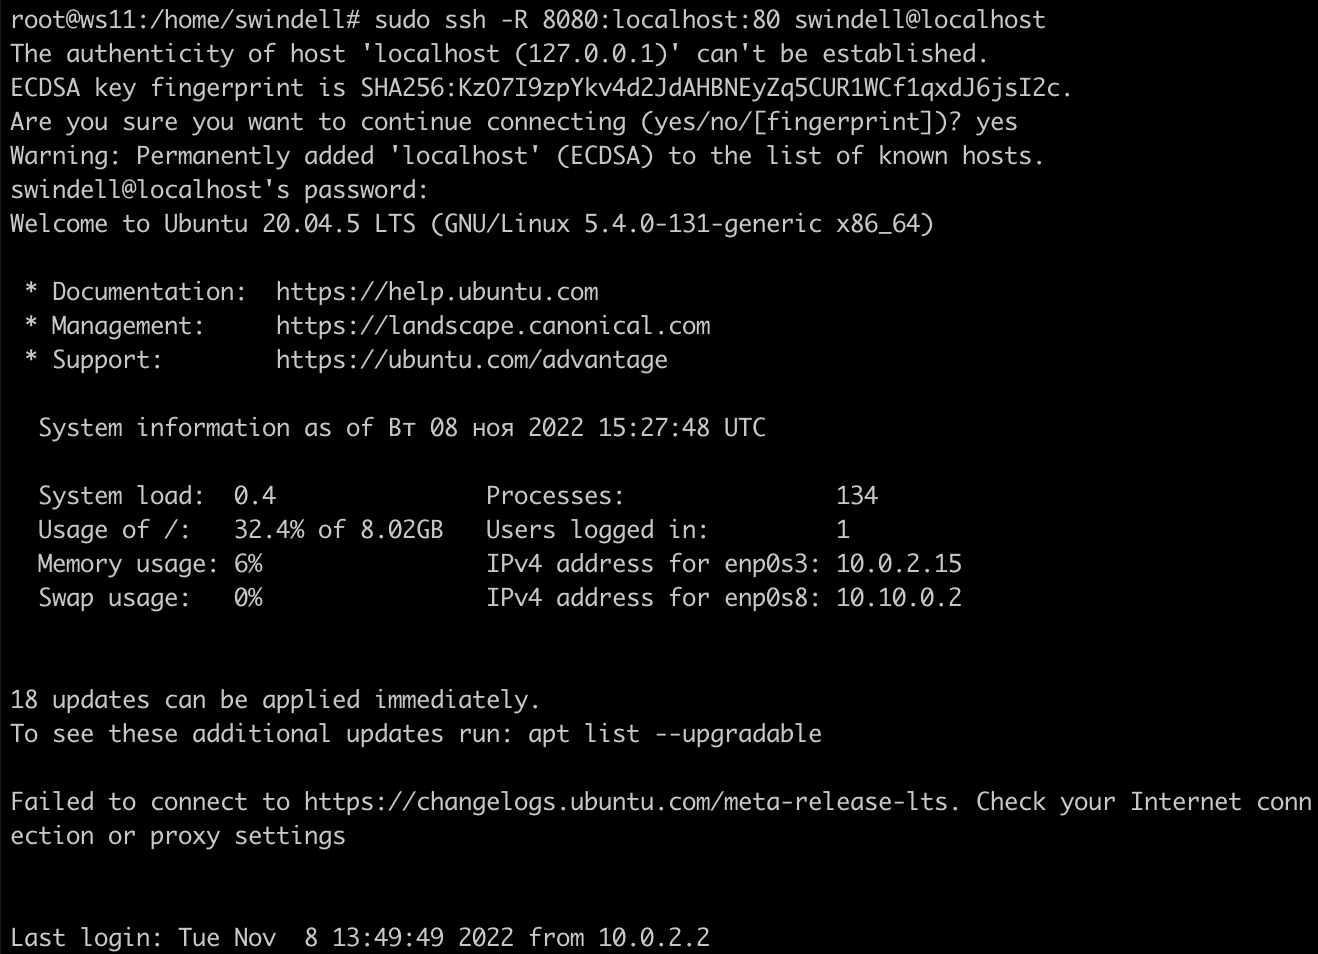 root@ws11:/home/swindell# sudo ssh -R 8080:localhost:80 swindell@localhost
The authenticity of host 'localhost (127.0.0.1)' can't be established.
ECDSA key fingerprint is SHA256:KzO7I9zpYkv4d2JdAHBNEyZq5CUR1WCf1qxdJ6jsI2c.
Are you sure you want to continue connecting (yes/no/[fingerprint])? yes
Warning: Permanently added 'localhost' (ECDSA) to the list of known hosts.
swindell@localhost's password:
Welcome to Ubuntu 20.04.5 LTS (GNU/Linux 5.4.0-131-generic x86_64)

 * Documentation:  https://help.ubuntu.com
 * Management:     https://landscape.canonical.com
 * Support:        https://ubuntu.com/advantage

  System information as of Вт 08 ноя 2022 15:27:48 UTC

  System load:  0.4               Processes:               134
  Usage of /:   32.4% of 8.02GB   Users logged in:         1
  Memory usage: 6%                IPv4 address for enp0s3: 10.0.2.15
  Swap usage:   0%                IPv4 address for enp0s8: 10.10.0.2


18 updates can be applied immediately.
To see these additional updates run: apt list --upgradable

Failed to connect to https://changelogs.ubuntu.com/meta-release-lts. Check your Internet conn
ection or proxy settings


Last login: Tue Nov  8 13:49:49 2022 from 10.0.2.2